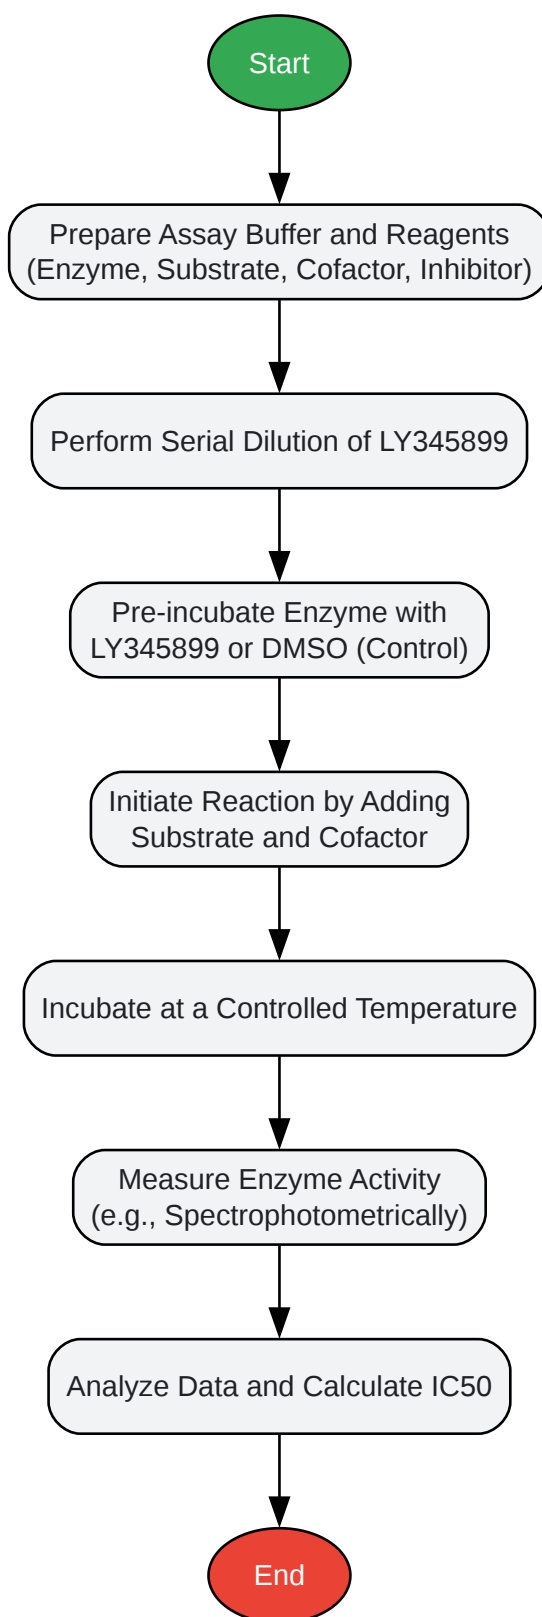 Start
Prepare Assay Buffer and Reagents
(Enzyme, Substrate, Cofactor, Inhibitor)
Perform Serial Dilution of LY345899
Pre-incubate Enzyme with
LY345899 or DMSO (Control)
Initiate Reaction by Adding
Substrate and Cofactor
Incubate at a Controlled Temperature
Measure Enzyme Activity
(e.g., Spectrophotometrically)
Analyze Data and Calculate IC50
End